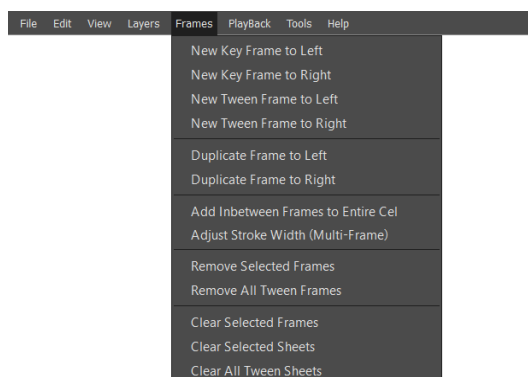 File Edit View Layers Frames PlayBack Tools Help
New Key Frame to Left
New Key Frame to Right
New Tween Frame to Left
New Tween Frame to Right
Duplicate Frame to Left
Duplicate Frame to Right
Add Inbetween Frames to Entire Cel
Adjust Stroke Width (Multi-Frame)
Remove Selected Frames
Remove All Tween Frames
Clear Selected Frames
Clear Selected Sheets
Clear All Tween Sheets